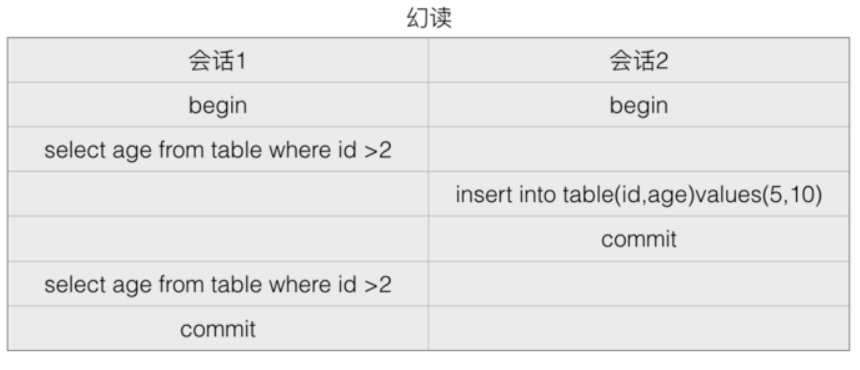 幻读
会话1 会话2
begin begin
select age from table where id >2
insert into table(id,age)values(5,10)
commit
select age from table where id >2
commit